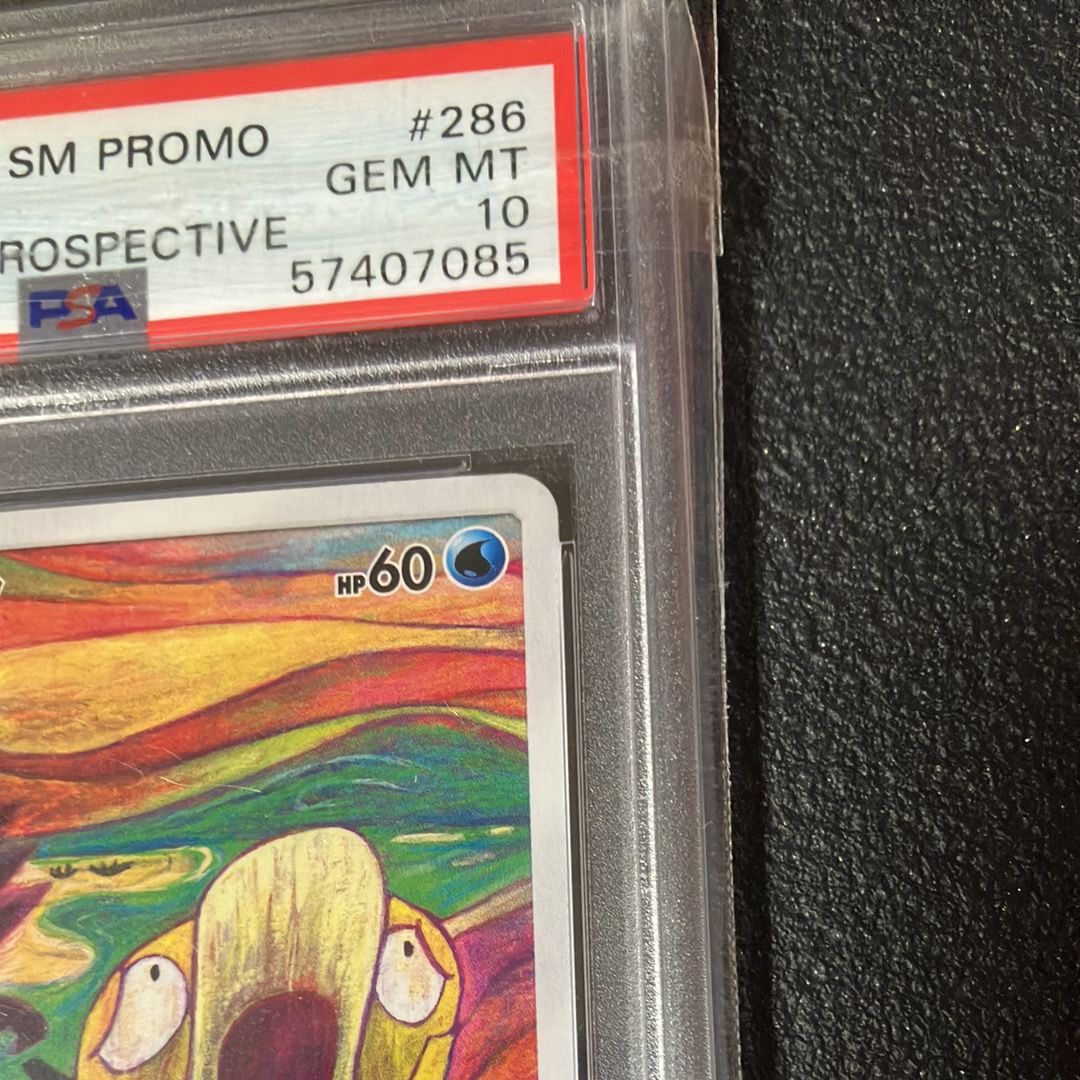 SM PROMO #286
GEM MT
ROSPECTIVE 10
57407085
PSA
HP60